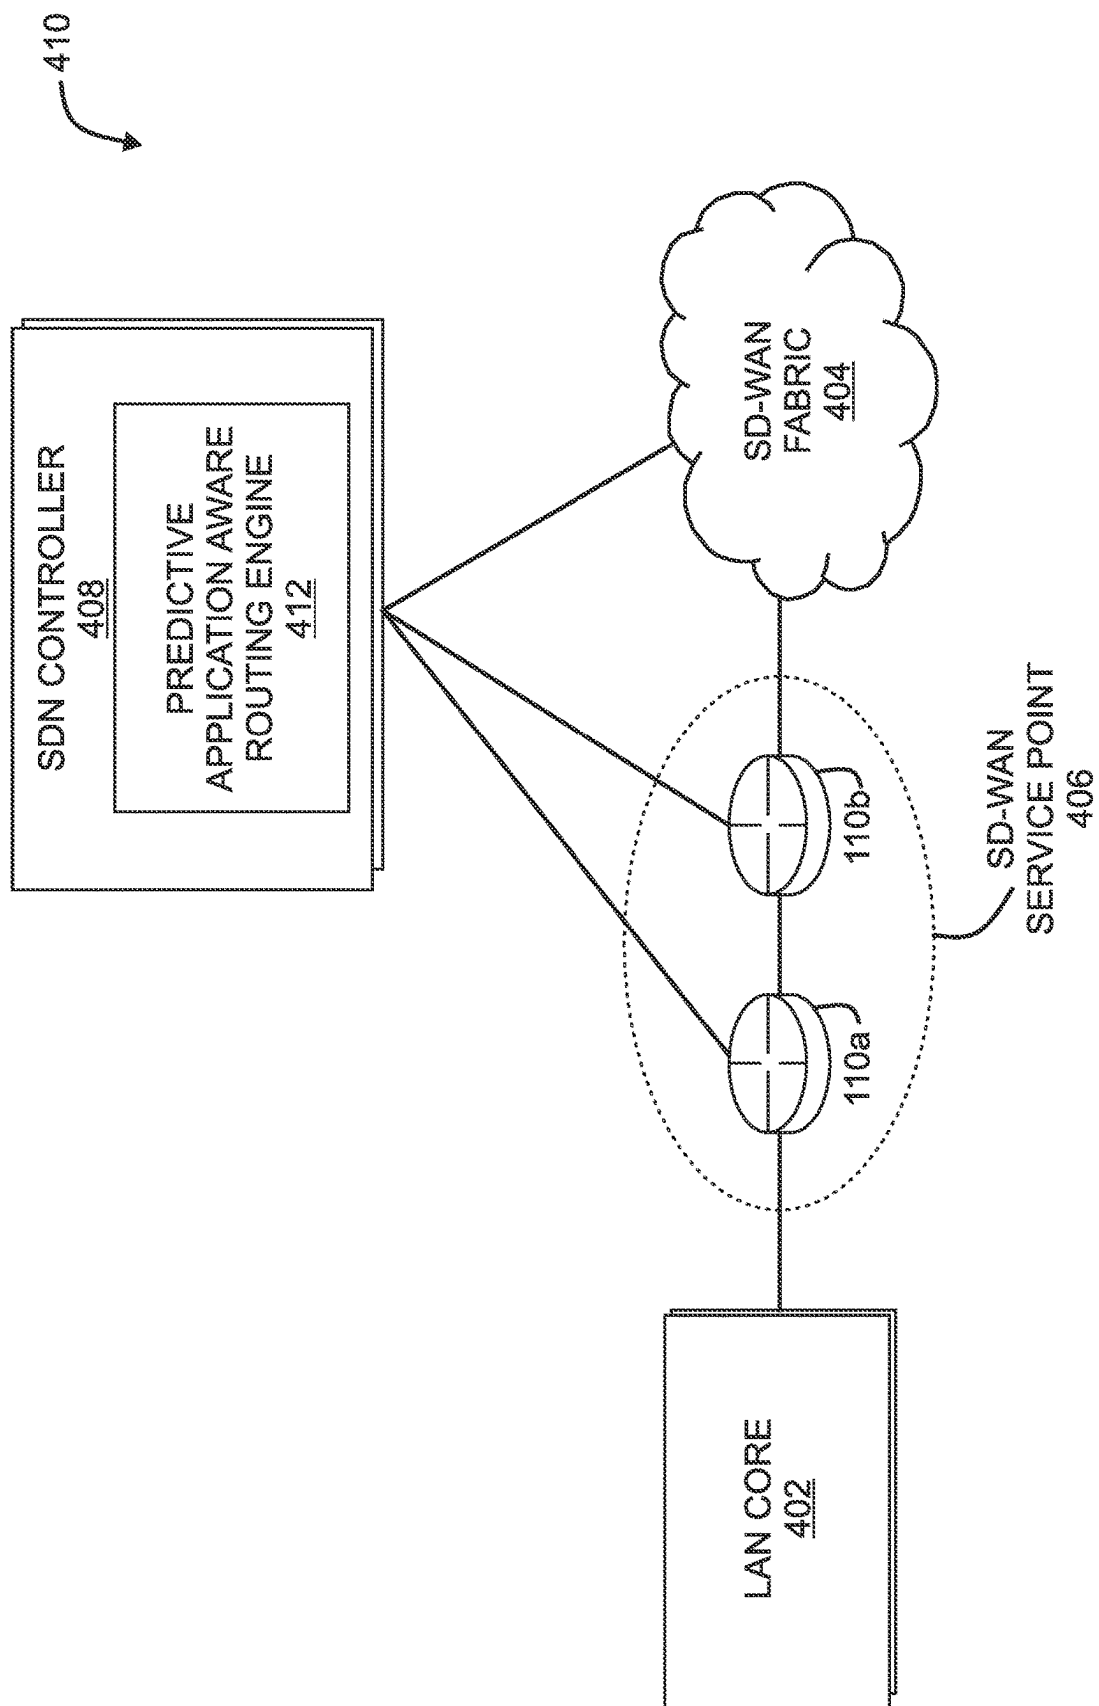 410
SDN CONTROLLER
408
PREDICTIVE
APPLICATION AWARE
ROUTING ENGINE
412
LAN CORE
402
110a
110b
SD-WAN
FABRIC
404
SD-WAN
SERVICE POINT
406